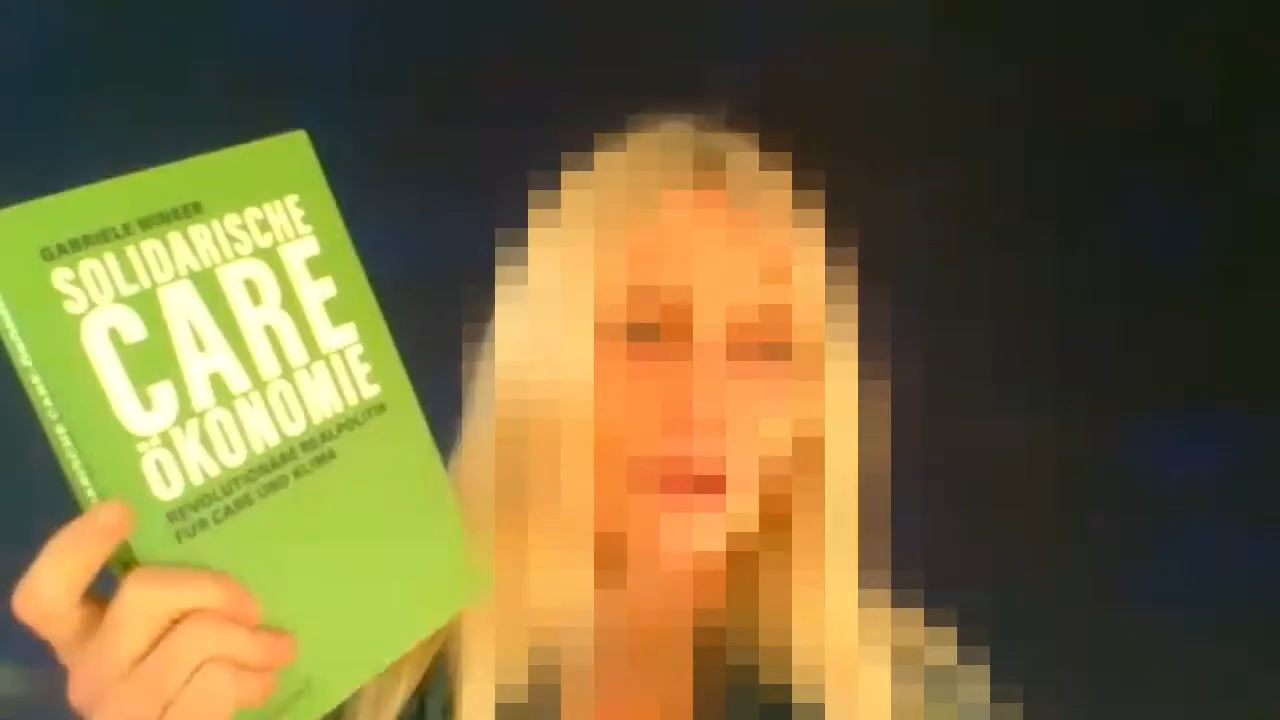 GABRIELE WINKER
SOLIDARISCHE
CARE
ÖKONOMIE
REVOLUTIONÄRE REALPOLITIK
FÜR CARE UND KLIMA